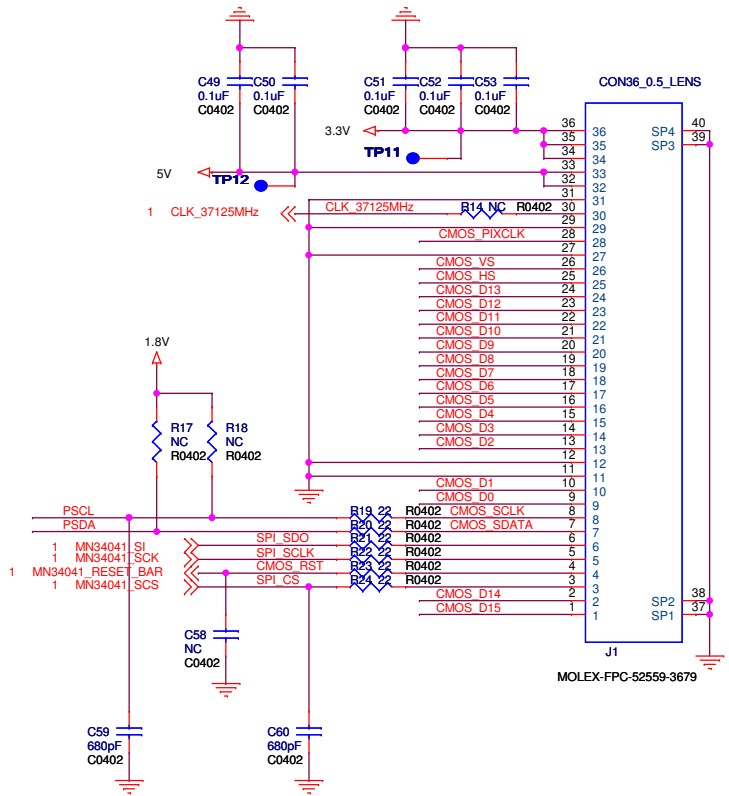 CON36_0.5_LENS
C49
0.1uF
C0402
C50
0.1uF
C0402
C51
0.1uF
C0402
C52
0.1uF
C0402
C53
0.1uF
C0402
3.3V
TP11
5V
TP12
1 CLK_37125MHz
CLK_37125MHz
R14 NC R0402
CMOS_PIXCLK
CMOS_VS
CMOS_HS
CMOS_D13
CMOS_D12
CMOS_D11
CMOS_D10
CMOS_D9
CMOS_D8
CMOS_D7
CMOS_D6
CMOS_D5
CMOS_D4
CMOS_D3
CMOS_D2
CMOS_D1
CMOS_D0
1.8V
R17
NC
R0402
R18
NC
R0402
PSCL
R19 22 R0402 CMOS_SCLK
PSDA
R20 22 R0402 CMOS_SDATA
1 MN34041_SI
SPI_SDO
R21 22 R0402
1 MN34041_SCK
SPI_SCLK
R22 22 R0402
1 MN34041_RESET_BAR
CMOS_RST
R23 22 R0402
1 MN34041_SCS
SPI_CS
R24 22 R0402
CMOS_D14
CMOS_D15
C58
NC
C0402
C59
680pF
C0402
C60
680pF
C0402
36 36
35 35
34 34
33 33
32 32
31 31
30 30
29 29
28 28
27 27
26 26
25 25
24 24
23 23
22 22
21 21
20 20
19 19
18 18
17 17
16 16
15 15
14 14
13 13
12 12
11 11
10 10
9 9
8 8
7 7
6 6
5 5
4 4
3 3
2 2
1 1
SP4 40
SP3 39
SP2 38
SP1 37
J1
MOLEX-FPC-52559-3679